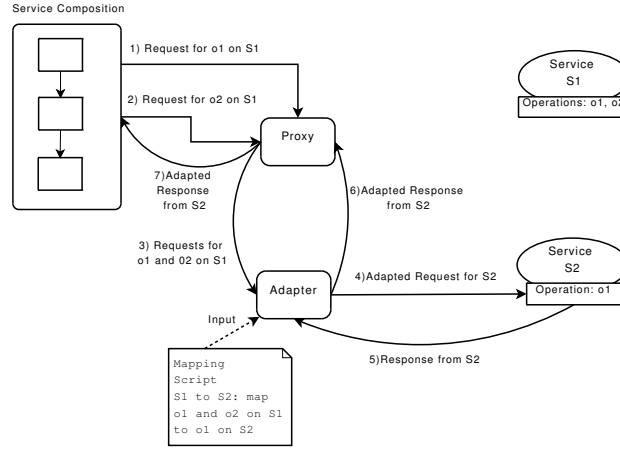 Service Composition
1) Request for o1 on S1
2) Request for o2 on S1
Proxy
Service
S1
Operations: o1, o2
7)Adapted
Response
from S2
6)Adapted Response
from S2
3) Requests for
o1 and 02 on S1
Adapter
4)Adapted Request for S2
Service
S2
Operation: o1
Input
5)Response from S2
Mapping
Script
S1 to S2: map
o1 and o2 on S1
to o1 on S2